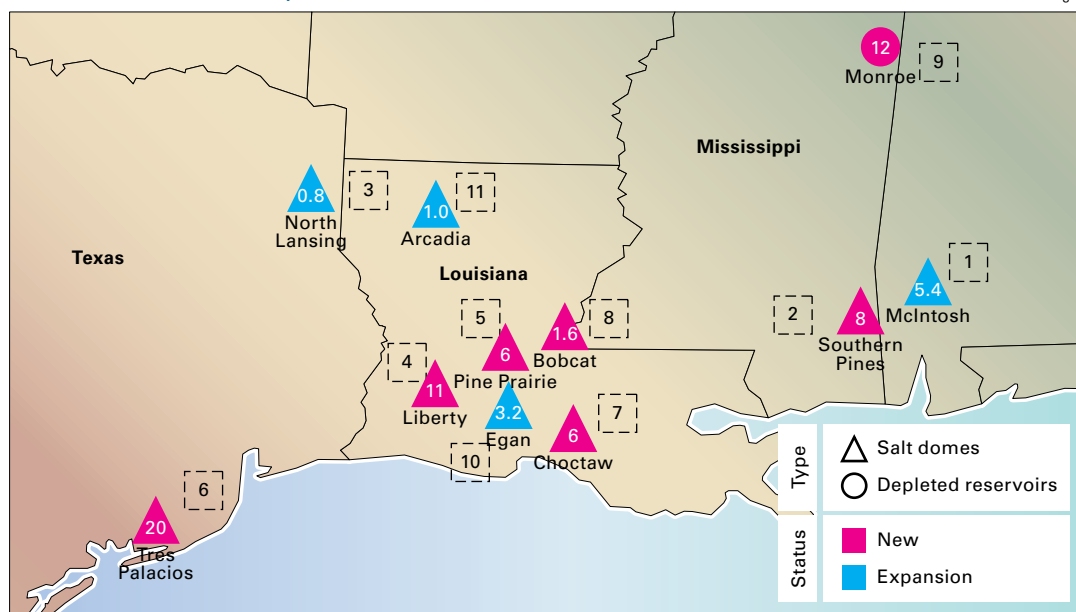 12
Monroe
9
Mississippi
0.8
3
North
Lansing
1.0
11
Arcadia
Texas
Louisiana
1
5.4
McIntosh
2
8
Southern
Pines
5
6
Pine Prairie
1.6
8
Bobcat
4
11
Liberty
3.2
Egan
10
6
7
Choctaw
6
20
Tres
Palacios
Type
Salt domes
Depleted reservoirs
Status
New
Expansion